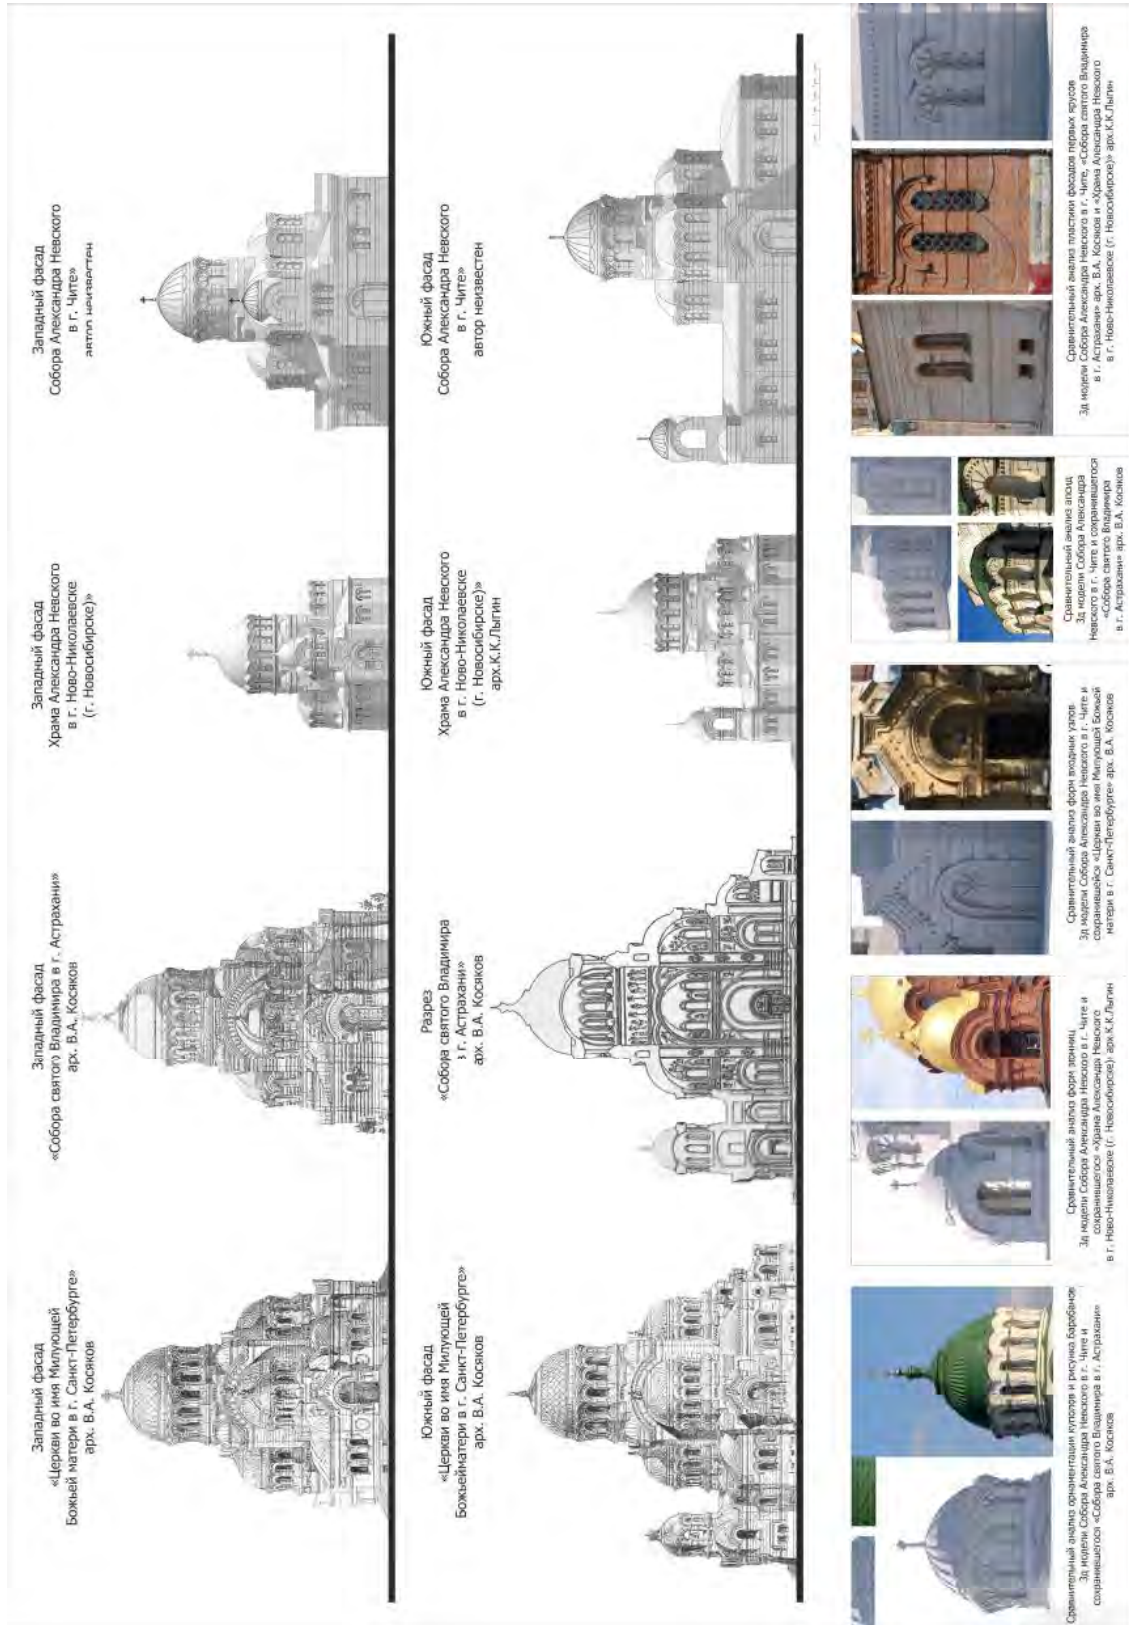 Западный фасад
«Церкви во имя Милующей
Божьей матери в г. Санкт-Петербурге»
арх. В.А. Косяков
Западный фасад
«Собора святого Владимира в г. Астрахани»
арх. В.А. Косяков
Западный фасад
Храма Александра Невского
в г. Ново-Николаевске
(г. Новосибирске)»
Западный фасад
Собора Александра Невского
в г. Чите»
автор неизвестен
Южный фасад
«Церкви во имя Милующей
Божьейматери в г. Санкт-Петербурге»
арх. В.А. Косяков
Разрез
«Собора святого Владимира
г. Астрахани»
арх. В.А. Косяков
Южный фасад
Храма Александра Невского
в г. Ново-Николаевске
(г. Новосибирске)»
арх.К.К.Лыгин
Южный фасад
Собора Александра Невского
в г. Чите»
автор неизвестен
Сравнительный анализ орнаментации куполов и рисунка барабанов
3д модели Собора Александра Невского в г. Чите и
сохранившегося «Собора святого Владимира в г. Астрахани»
арх. В.А. Косяков
Сравнительный анализ форм звонниц
3д модели Собора Александра Невского в г. Чите и
сохранившегося «Храма Александра Невского
в г. Ново-Николаевске (г. Новосибирске)» арх.К.К.Лыгин
Сравнительный анализ форм входных узлов
3д модели Собора Александра Невского в г. Чите и
сохранившейся «Церкви во имя Милующей Божьей
матери в г. Санкт-Петербурге» арх. В.А. Косяков
Сравнительный анализ апсид
3д модели Собора Александра
Невского в г. Чите и сохранившегося
«Собора святого Владимира
в г. Астрахани» арх. В.А. Косяков
Сравнительный анализ пластики фасадов первых ярусов
3д модели Собора Александра Невского в г. Чите, «Собора святого Владимира
в г. Астрахани» арх. В.А. Косяков и «Храма Александра Невского
в г. Ново-Николаевске (г. Новосибирске)» арх.К.К.Лыгин